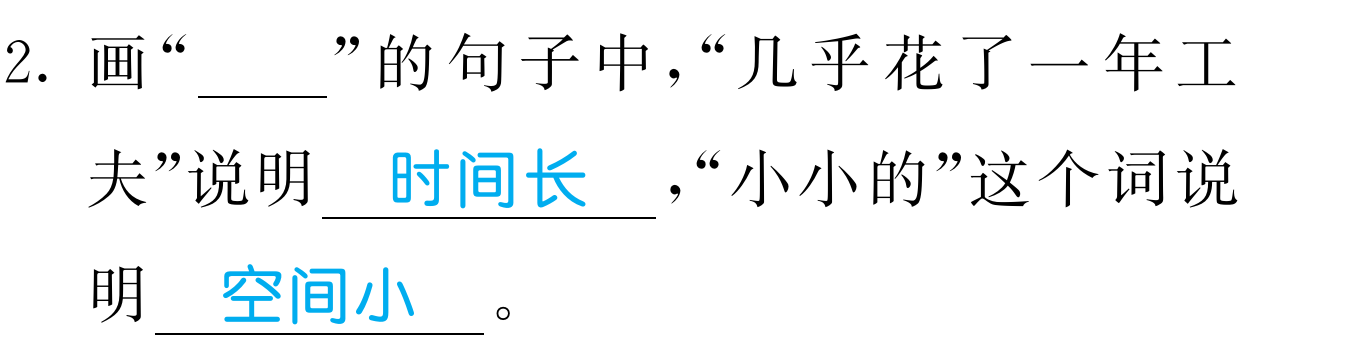 2. 画“____”的句子中,“几乎花了一年工
夫”说明 时间长 ,“小小的”这个词说
明 空间小 。